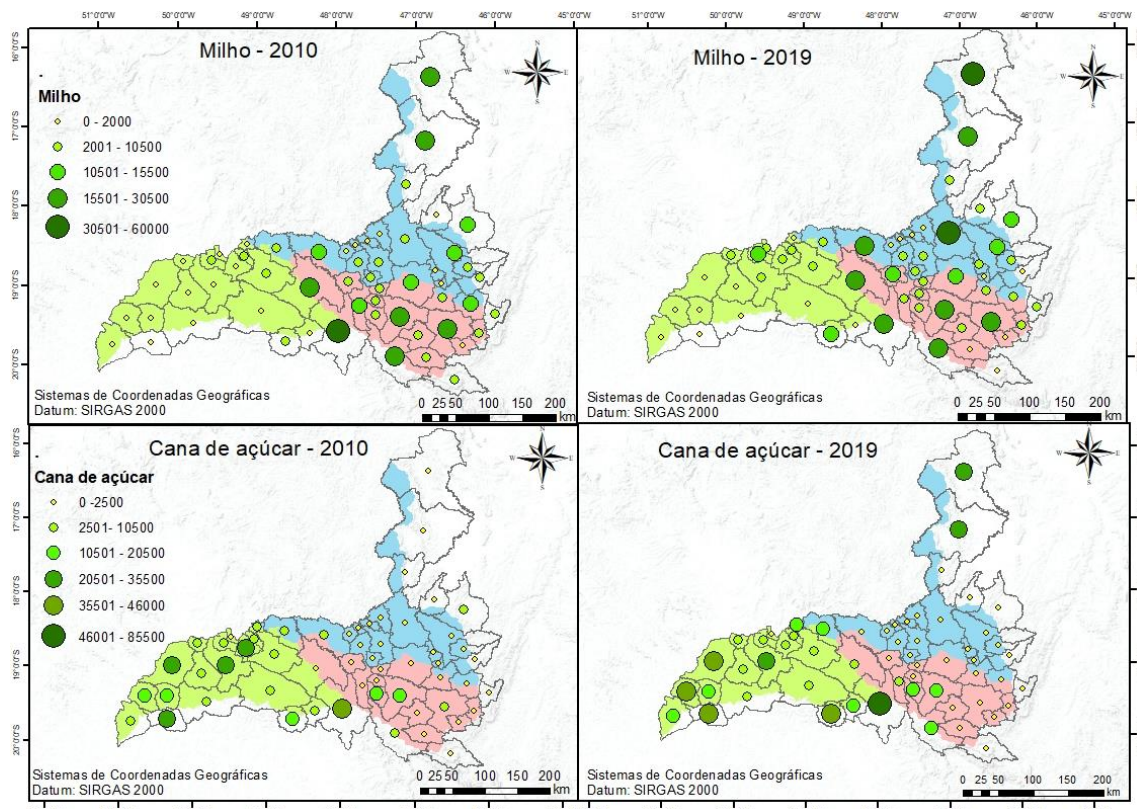 51°0'0"O 50°0'0"O 49°0'0"O 48°0'0"O 47°0'0"O 46°0'0"O 45°0'0"O
51°0'0"O 50°0'0"O 49°0'0"O 48°0'0"O 47°0'0"O 46°0'0"O 45°0'0"O
Milho - 2010
N
W E
S
Milho
0 - 2000
2001 - 10500
10501 - 15500
15501 - 30500
30501 - 60000
16°0'0"S
17°0'0"S
18°0'0"S
19°0'0"S
20°0'0"S
Sistemas de Coordenadas Geográficas
Datum: SIRGAS 2000
0 25 50 100 150 200
km
Milho - 2019
N
W E
S
Sistemas de Coordenadas Geográficas
Datum: SIRGAS 2000
0 25 50 100 150 200
km
Cana de açúcar - 2010
N
W E
S
Cana de açúcar
0 -2500
2501 - 10500
10501 - 20500
20501 - 35500
35501 - 46000
46001 - 85500
16°0'0"S
17°0'0"S
18°0'0"S
19°0'0"S
20°0'0"S
Sistemas de Coordenadas Geográficas
Datum: SIRGAS 2000
0 25 50 100 150 200
km
Cana de açúcar - 2019
N
W E
S
Sistemas de Coordenadas Geográficas
Datum: SIRGAS 2000
0 25 50 100 150 200
km